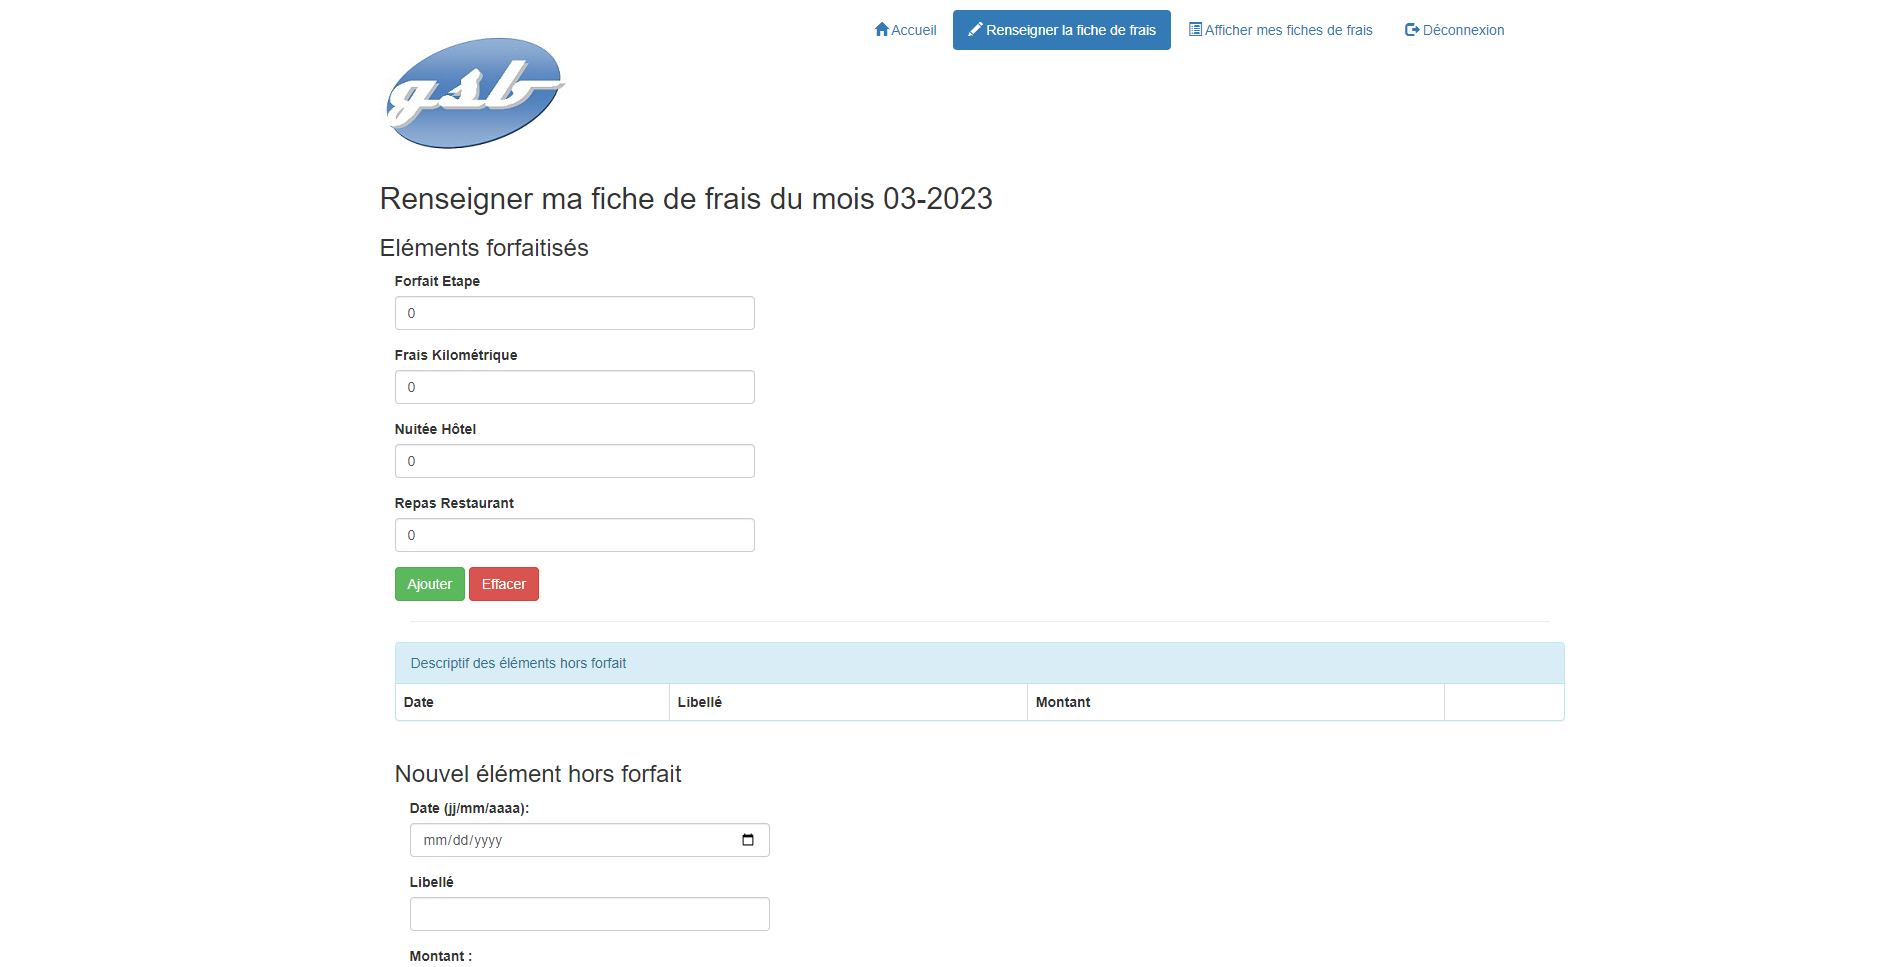 Accueil Renseigner la fiche de frais Afficher mes fiches de frais Déconnexion
gsb
Renseigner ma fiche de frais du mois 03-2023
Eléments forfaitisés
Forfait Etape
0
Frais Kilométrique
0
Nuitée Hôtel
0
Repas Restaurant
0
Ajouter Effacer
Descriptif des éléments hors forfait
Date Libellé Montant
Nouvel élément hors forfait
Date (jj/mm/aaaa):
mm/dd/yyyy
Libellé
Montant :